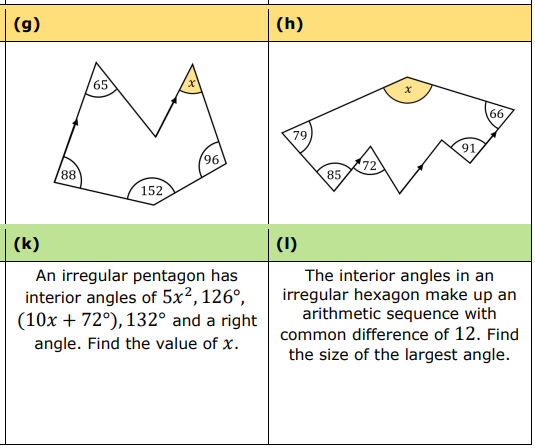 (g)
(h)
65
x
88
96
152
x
66
79
91
72
85
(k)
(l)
An irregular pentagon has
interior angles of 5x², 126°,
(10x + 72°), 132° and a right
angle. Find the value of x.
The interior angles in an
irregular hexagon make up an
arithmetic sequence with
common difference of 12. Find
the size of the largest angle.